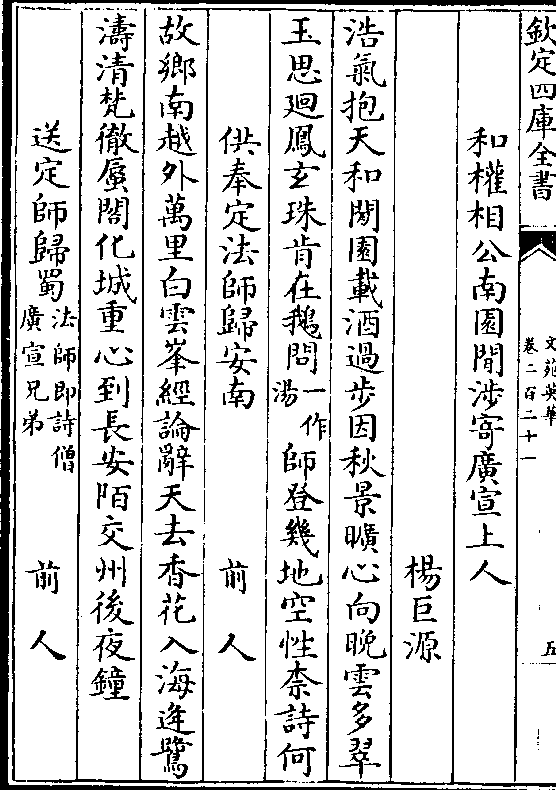 欽定四庫全書
文苑英華
卷二百二十一
五
和權相公南園閒涉寄廣宣上人
楊巨源
浩氣抱天和閒園載酒過步因秋景曠心向晚雲多翠
玉思廻鳳玄珠肯在鵝問一作湯師登幾地空性柰詩何
供奉定法師歸安南
前人
故鄉南越外萬里白雲峯經論辭天去香花入海逢鷺
濤清梵徹蜃閣化城重心到長安陌交州後夜鐘
送定師歸蜀法師即詩僧廣宣兄弟
前人